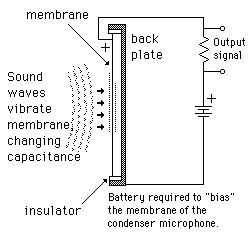 membrane
+
back
plate
Output
signal
Sound
waves
vibrate
membrane,
changing
capacitance
+
insulator
Battery required to "bias"
the membrane of the
condenser microphone.